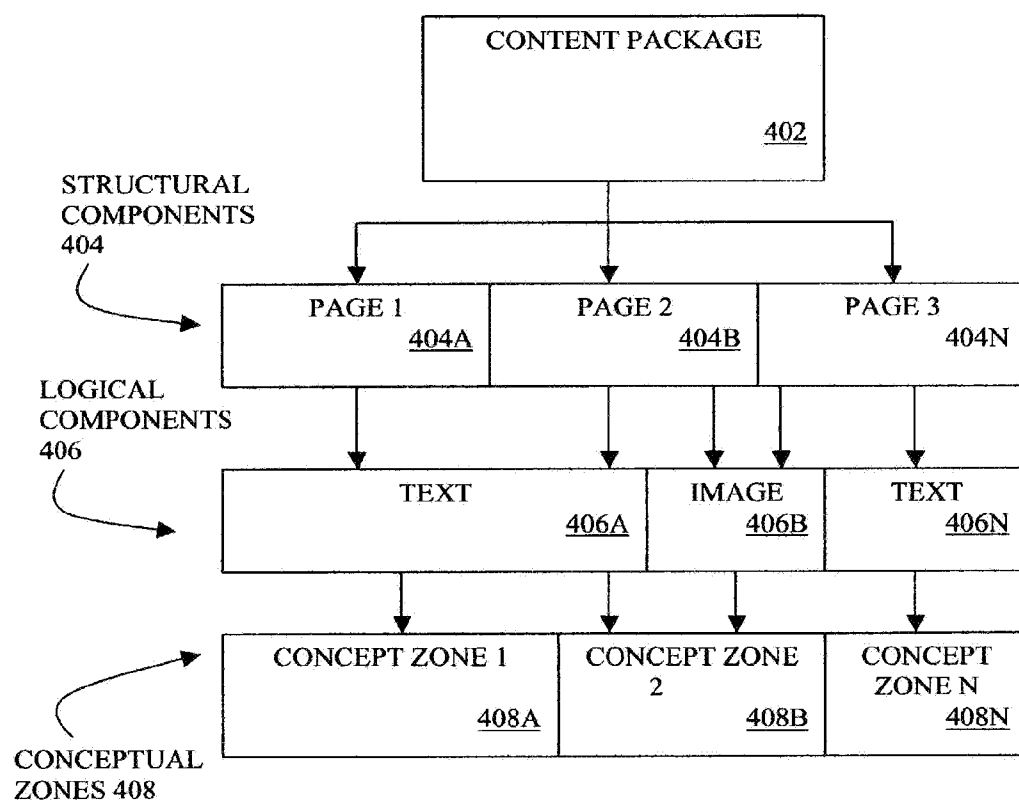 CONTENT PACKAGE
402
STRUCTURAL
COMPONENTS
404
PAGE 1
404A
PAGE 2
404B
PAGE 3
404N
LOGICAL
COMPONENTS
406
TEXT
406A
IMAGE
406B
TEXT
406N
CONCEPT ZONE 1
408A
CONCEPT ZONE
2
408B
CONCEPT
ZONE N
408N
CONCEPTUAL
ZONES 408